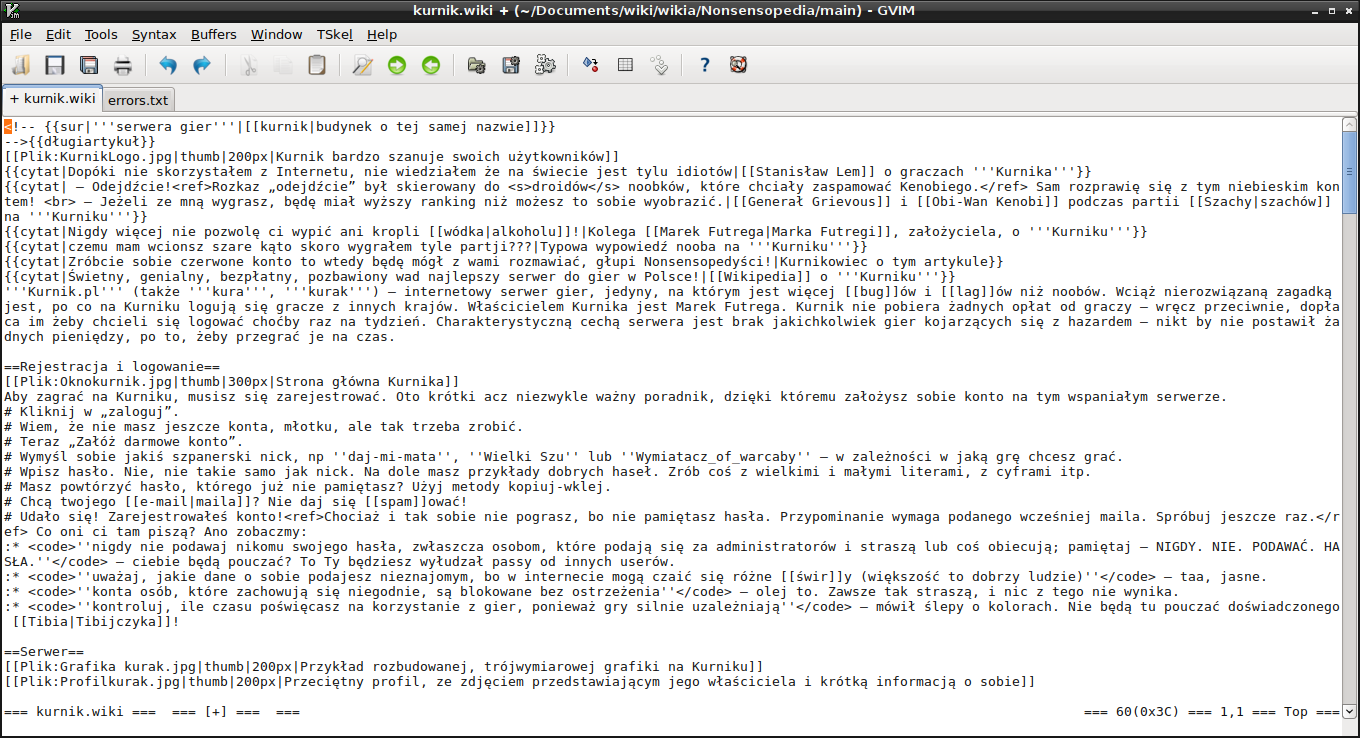 kurnik.wiki + (~/Documents/wiki/wikia/Nonsensopedia/main) - GVIM
File Edit Tools Syntax Buffers Window TSkel Help
+ kurnik.wiki errors.txt
<!-- {{sur|'''serwera gier'''|[[kurnik|budynek o tej samej nazwie]]}}
-->{{długiartykuł}}
[[Plik:KurnikLogo.jpg|thumb|200px|Kurnik bardzo szanuje swoich użytkowników]]
{{cytat|Dopóki nie skorzystałem z Internetu, nie wiedziałem że na świecie jest tylu idiotów|[[Stanisław Lem]] o graczach '''Kurnika'''}}
{{cytat| – Odejdźcie!<ref>Rozkaz „odejdźcie” był skierowany do <s>droidów</s> noobków, które chciały zaspamować Kenobiego.</ref> Sam rozprawię się z tym niebieskim kon
tem! <br> – Jeżeli ze mną wygrasz, będę miał wyższy ranking niż możesz to sobie wyobrazić.|[[Generał Grievous]] i [[Obi-Wan Kenobi]] podczas partii [[Szachy|szachów]]
na '''Kurniku'''}}
{{cytat|Nigdy więcej nie pozwolę ci wypić ani kropli [[wódka|alkoholu]]!|Kolega [[Marek Futrega|Marka Futregi]], założyciela, o '''Kurniku'''}}
{{cytat|czemu mam wcionsz szare kąto skoro wygrałem tyle partji???|Typowa wypowiedź nooba na '''Kurniku'''}}
{{cytat|Zróbcie sobie czerwone konto to wtedy będę mógł z wami rozmawiać, głupi Nonsensopedyści!|Kurnikowiec o tym artykule}}
{{cytat|Świetny, genialny, bezpłatny, pozbawiony wad najlepszy serwer do gier w Polsce!|[[Wikipedia]] o '''Kurniku'''}}
'''Kurnik.pl''' (także '''kura''', '''kurak''') – internetowy serwer gier, jedyny, na którym jest więcej [[bug]]ów i [[lag]]ów niż noobów. Wciąż nierozwiązaną zagadką
jest, po co na Kurniku logują się gracze z innych krajów. Właścicielem Kurnika jest Marek Futrega. Kurnik nie pobiera żadnych opłat od graczy – wręcz przeciwnie, dopła
ca im żeby chcieli się logować choćby raz na tydzień. Charakterystyczną cechą serwera jest brak jakichkolwiek gier kojarzących się z hazardem – nikt by nie postawił ża
dnych pieniędzy, po to, żeby przegrać je na czas.
==Rejestracja i logowanie==
[[Plik:Oknokurnik.jpg|thumb|300px|Strona główna Kurnika]]
Aby zagrać na Kurniku, musisz się zarejestrować. Oto krótki acz niezwykle ważny poradnik, dzięki któremu założysz sobie konto na tym wspaniałym serwerze.
# Kliknij w „zaloguj”.
# Wiem, że nie masz jeszcze konta, młotku, ale tak trzeba zrobić.
# Teraz „Załóż darmowe konto”.
# Wymyśl sobie jakiś szpanerski nick, np ''daj-mi-mata'', ''Wielki Szu'' lub ''Wymiatacz_of_warcaby'' – w zależności w jaką grę chcesz grać.
# Wpisz hasło. Nie, nie takie samo jak nick. Na dole masz przykłady dobrych haseł. Zrób coś z wielkimi i małymi literami, z cyframi itp.
# Masz powtórzyć hasło, którego już nie pamiętasz? Użyj metody kopiuj-wklej.
# Chcą twojego [[e-mail|maila]]? Nie daj się [[spam]]ować!
# Udało się! Zarejestrowałeś konto!<ref>Chociaż i tak sobie nie pograsz, bo nie pamiętasz hasła. Przypominanie wymaga podanego wcześniej maila. Spróbuj jeszcze raz.</r
ef> Co oni ci tam piszą? Ano zobaczmy:
:* <code>''nigdy nie podawaj nikomu swojego hasła, zwłaszcza osobom, które podają się za administratorów i straszą lub coś obiecują; pamiętaj – NIGDY. NIE. PODAWAĆ. HA
SŁA.''</code> – ciebie będą pouczać? To Ty będziesz wyłudzał passy od innych userów.
:* <code>''uważaj, jakie dane o sobie podajesz nieznajomym, bo w internecie mogą czaić się różne [[świr]]y (większość to dobrzy ludzie)''</code> – taa, jasne.
:* <code>''konta osób, które zachowują się niegodnie, są blokowane bez ostrzeżenia''</code> – olej to. Zawsze tak straszą, i nic z tego nie wynika.
:* <code>''kontroluj, ile czasu poświęcasz na korzystanie z gier, ponieważ gry silnie uzależniają''</code> – mówił ślepy o kolorach. Nie będą tu pouczać doświadczonego
[[Tibia|Tibijczyka]]!
==Serwer==
[[Plik:Grafika kurak.jpg|thumb|200px|Przykład rozbudowanej, trójwymiarowej grafiki na Kurniku]]
[[Plik:Profilkurak.jpg|thumb|200px|Przeciętny profil, ze zdjęciem przedstawiającym jego właściciela i krótką informacją o sobie]]
=== kurnik.wiki === === [+] === === === 60(0x3C) === 1,1 === Top ===